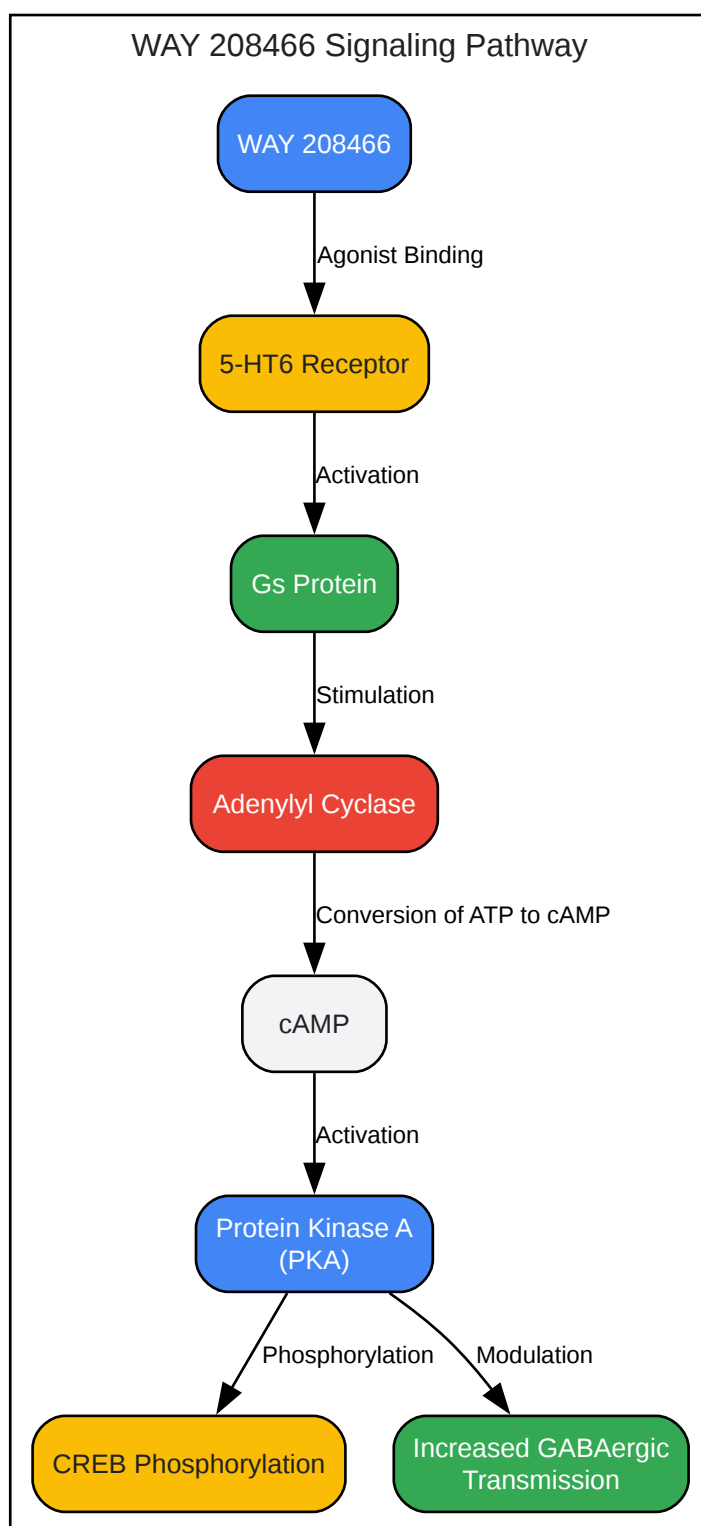 WAY 208466 Signaling Pathway
WAY 208466
Agonist Binding
5-HT6 Receptor
Activation
Gs Protein
Stimulation
Adenylyl Cyclase
Conversion of ATP to cAMP
cAMP
Activation
Protein Kinase A
(PKA)
Phosphorylation
Modulation
CREB Phosphorylation
Increased GABAergic
Transmission